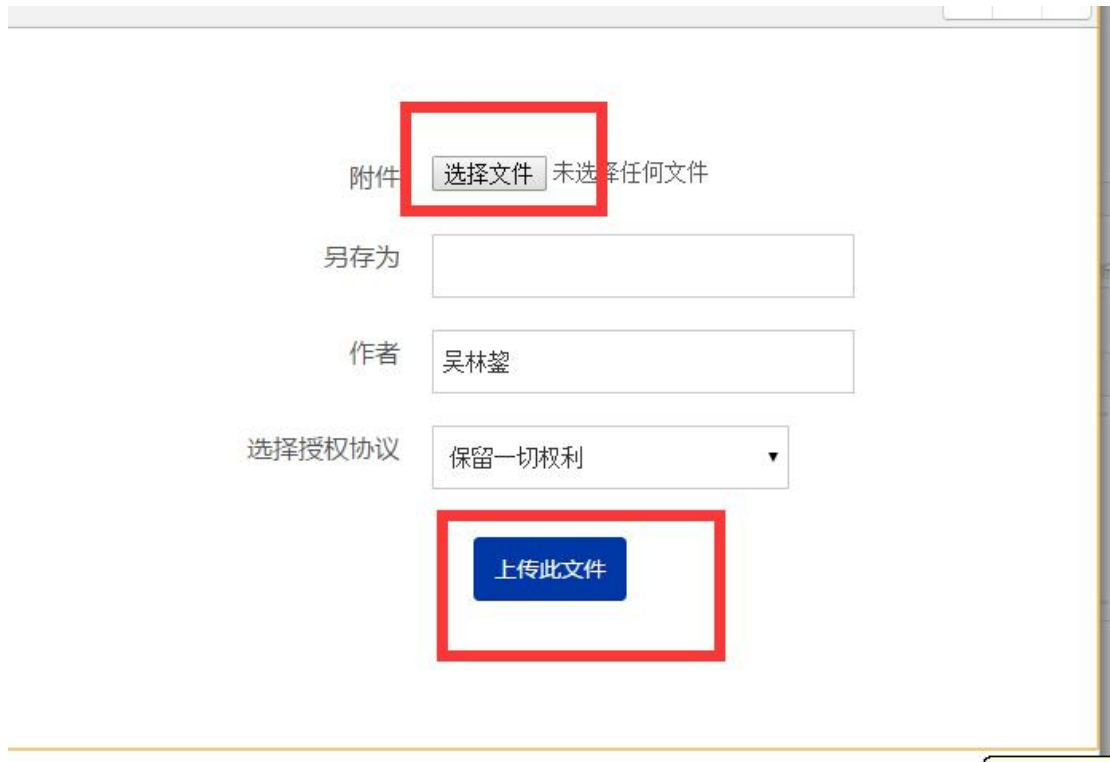 附件 选择文件 未选择任何文件
另存为
作者 吴林鋆
选择授权协议 保留一切权利
上传此文件